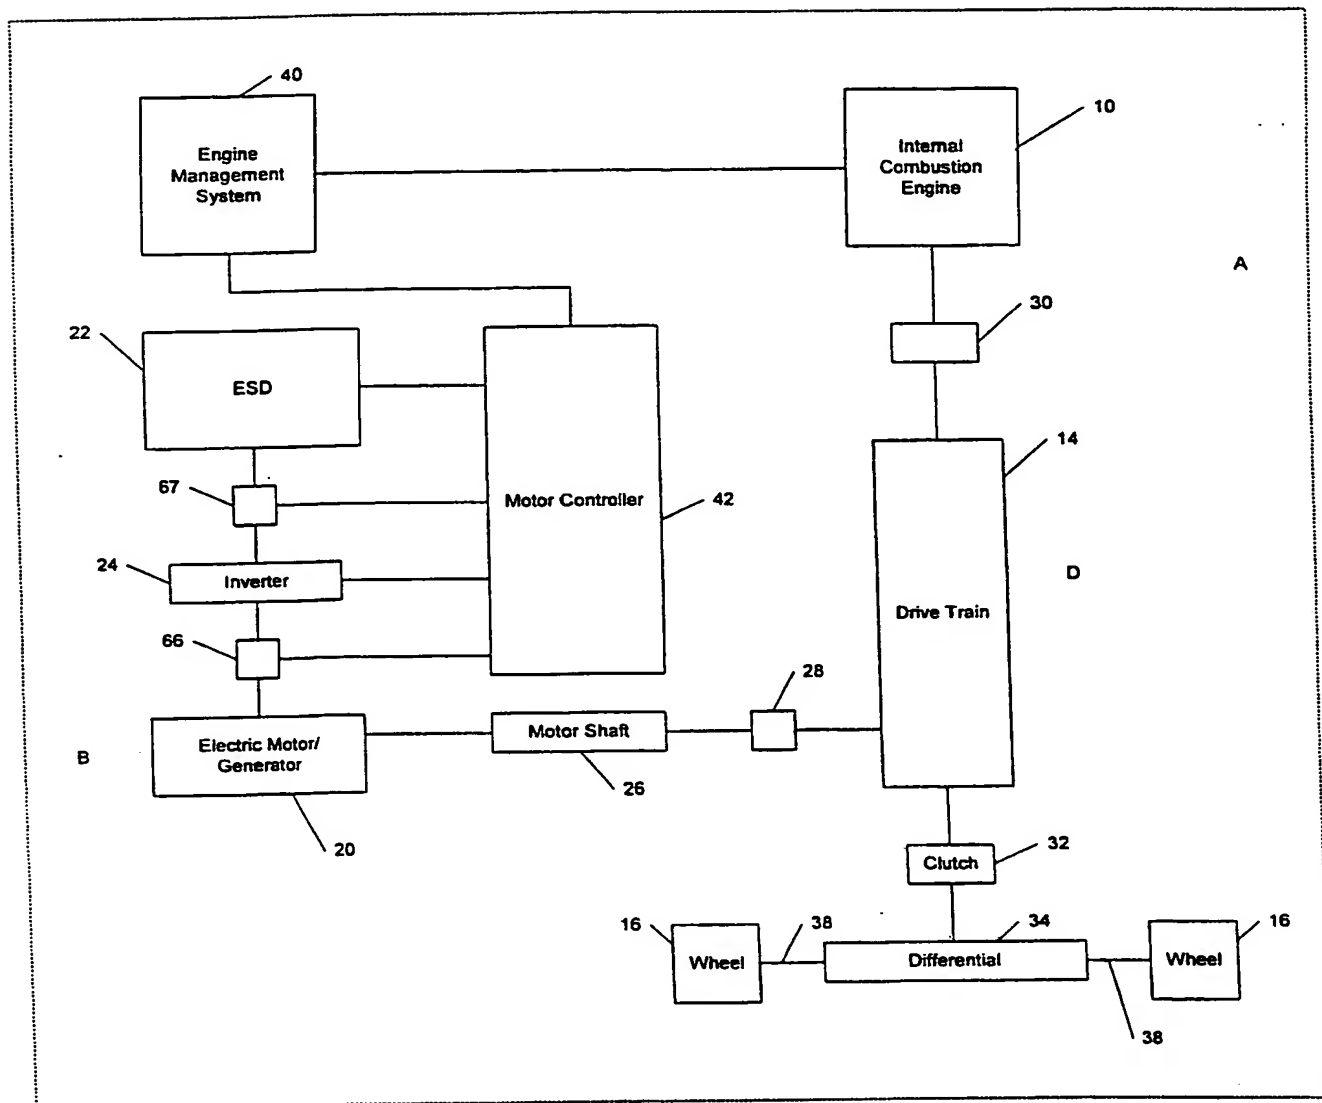 40
10
Engine
Management
System
Internal
Combustion
Engine
A
22
30
ESD
14
67
Motor Controller
42
24
Inverter
D
Drive Train
66
28
B
Electric Motor/
Generator
Motor Shaft
26
20
32
Clutch
16
38
34
16
Wheel
Differential
Wheel
38